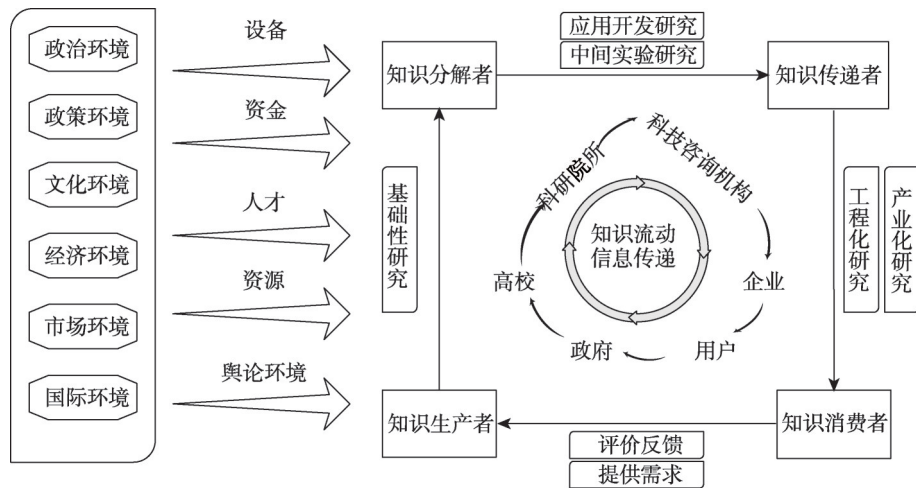 政治环境
政策环境
文化环境
经济环境
市场环境
国际环境
设备
资金
人才
资源
舆论环境
知识分解者
应用开发研究
中间实验研究
知识传递者
基础性研究
科研院所
科技咨询机构
知识流动
信息传递
高校
企业
政府
用户
工程化研究
产业化研究
知识生产者
评价反馈
提供需求
知识消费者